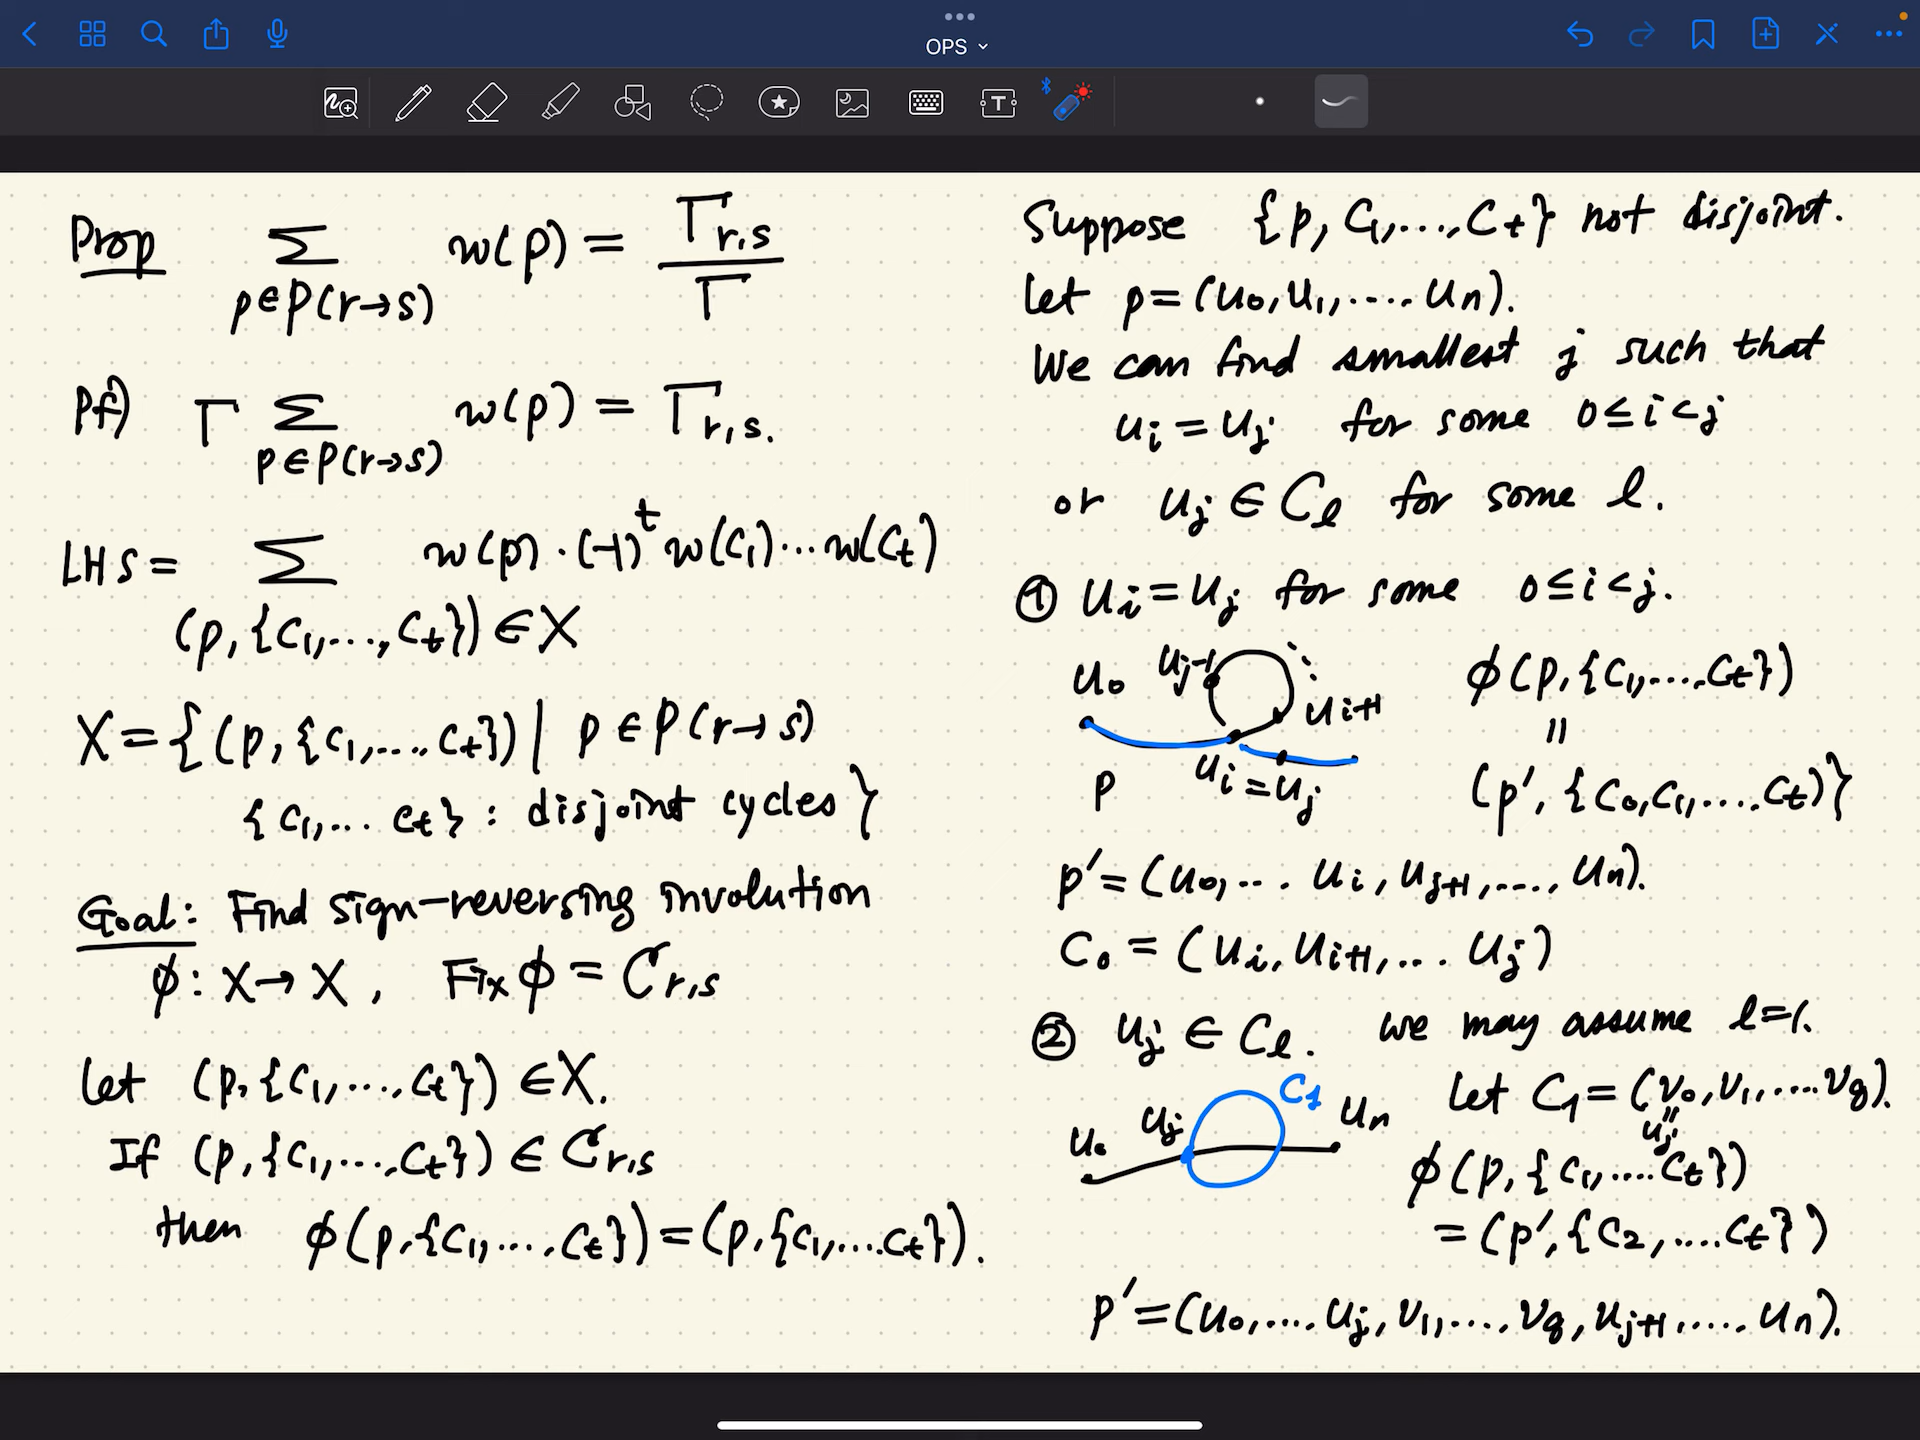 OPS
Prop ∑ w(p) = Γr,s / Γ
p∈P(r→s)
Pf) Γ ∑ w(p) = Γr,s.
p∈P(r→s)
LHS = ∑ w(p)·(-1)^t w(C1)...w(Ct)
(p,{C1,...,Ct})∈X
X = { (p,{C1,....,Ct}) | p∈P(r→s)
{C1,...Ct} : disjoint cycles }
Goal: Find sign-reversing involution
ϕ: X→X, Fix ϕ = Cr,s
Let (p,{C1,...,Ct}) ∈X.
If (p,{C1,...,Ct}) ∈ Cr,s
then ϕ(p,{C1,...,Ct}) = (p,{C1,...Ct}).
Suppose {p, C1,...,Ct} not disjoint.
Let p=(u0,u1,....un).
We can find smallest j such that
ui = uj for some 0≤i<j
or uj ∈ Cl for some l.
① ui = uj for some 0≤i<j.
u0 uj-1 ui+1
p ui=uj
ϕ(p,{C1,....Ct})
=
(p',{C0,C1,....Ct)}
p'=(u0,... ui, uj+1,...., un).
C0 = (ui, ui+1,... uj)
② uj ∈ Cl. We may assume l=1.
u0 uj C1 un
Let C1=(v0,v1,....vq).
=
uj
ϕ(p,{C1,....Ct})
=(p',{C2,....Ct})
p'=(u0,....uj,v1,....,vq,uj+1,....,un).